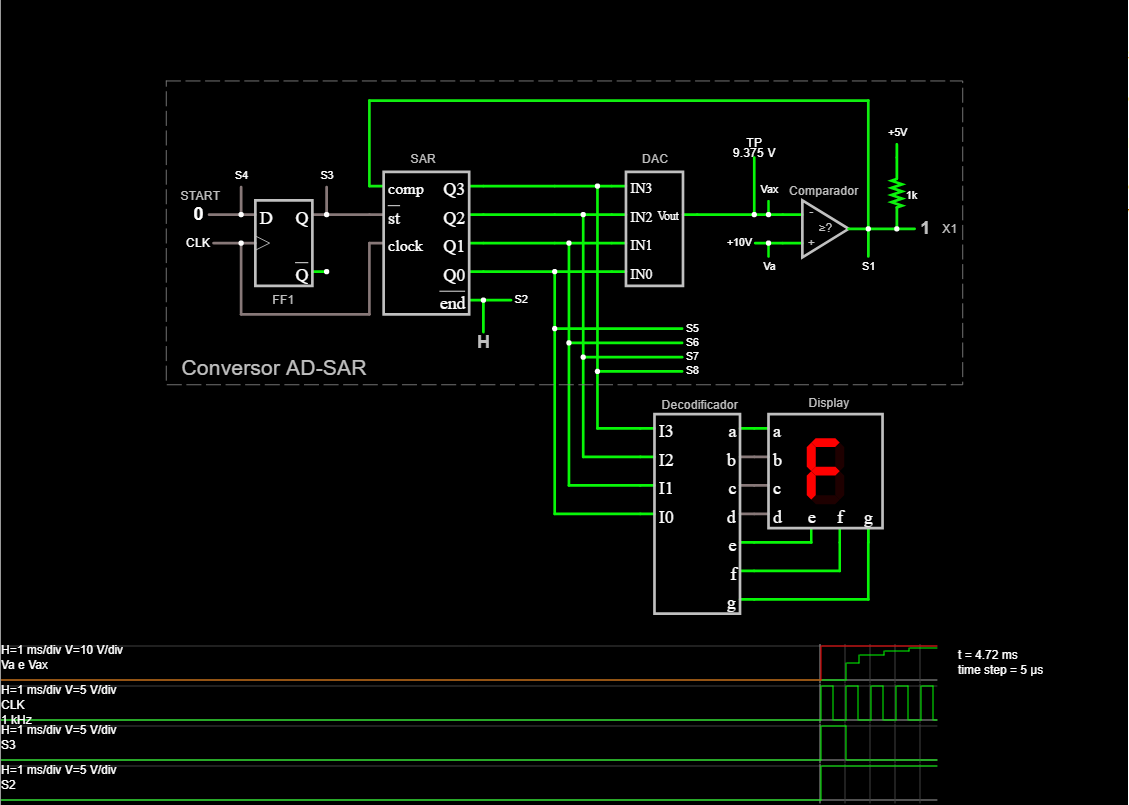 SAR
DAC
TP
9.375 V
+5V
S4
S3
Vax
Comparador
START
comp
Q3
IN3
1k
0
D
Q
st
Q2
IN2
Vout
-
≥?
1
X1
CLK
clock
Q1
IN1
+10V
+
Q
Q0
IN0
Va
S1
FF1
end
S2
H
S5
S6
S7
S8
Conversor AD-SAR
Decodificador
Display
I3
a
a
I2
b
b
F
I1
c
c
I0
d
d
e
f
g
e
f
g
H=1 ms/div V=10 V/div
Va e Vax
t = 4.72 ms
time step = 5 μs
H=1 ms/div V=5 V/div
CLK
1 kHz
H=1 ms/div V=5 V/div
S3
H=1 ms/div V=5 V/div
S2